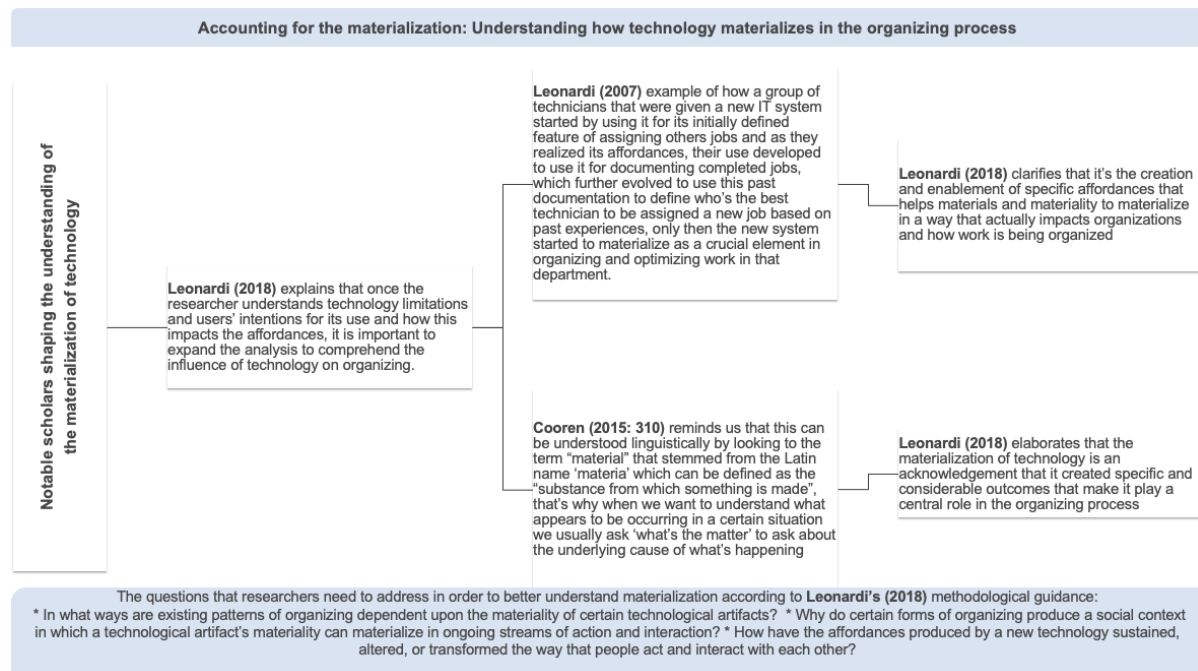 Accounting for the materialization: Understanding how technology materializes in the organizing process
Notable scholars shaping the understanding of
the materialization of technology
Leonardi (2018) explains that once the
researcher understands technology limitations
and users' intentions for its use and how this
impacts the affordances, it is important to
expand the analysis to comprehend the
influence of technology on organizing.
Leonardi (2007) example of how a group of
technicians that were given a new IT system
started by using it for its initially defined
feature of assigning others jobs and as they
realized its affordances, their use developed
to use it for documenting completed jobs,
which further evolved to use this past
documentation to define who's the best
technician to be assigned a new job based on
past experiences, only then the new system
started to materialize as a crucial element in
organizing and optimizing work in that
department.
Leonardi (2018) clarifies that it's the creation
and enablement of specific affordances that
helps materials and materiality to materialize
in a way that actually impacts organizations
and how work is being organized
Cooren (2015: 310) reminds us that this can
be understood linguistically by looking to the
term "material" that stemmed from the Latin
name 'materia' which can be defined as the
"substance from which something is made",
that's why when we want to understand what
appears to be occurring in a certain situation
we usually ask 'what's the matter' to ask about
the underlying cause of what's happening
Leonardi (2018) elaborates that the
materialization of technology is an
acknowledgement that it created specific and
considerable outcomes that make it play a
central role in the organizing process
The questions that researchers need to address in order to better understand materialization according to Leonardi's (2018) methodological guidance:
* In what ways are existing patterns of organizing dependent upon the materiality of certain technological artifacts? * Why do certain forms of organizing produce a social context
in which a technological artifact's materiality can materialize in ongoing streams of action and interaction? * How have the affordances produced by a new technology sustained,
altered, or transformed the way that people act and interact with each other?